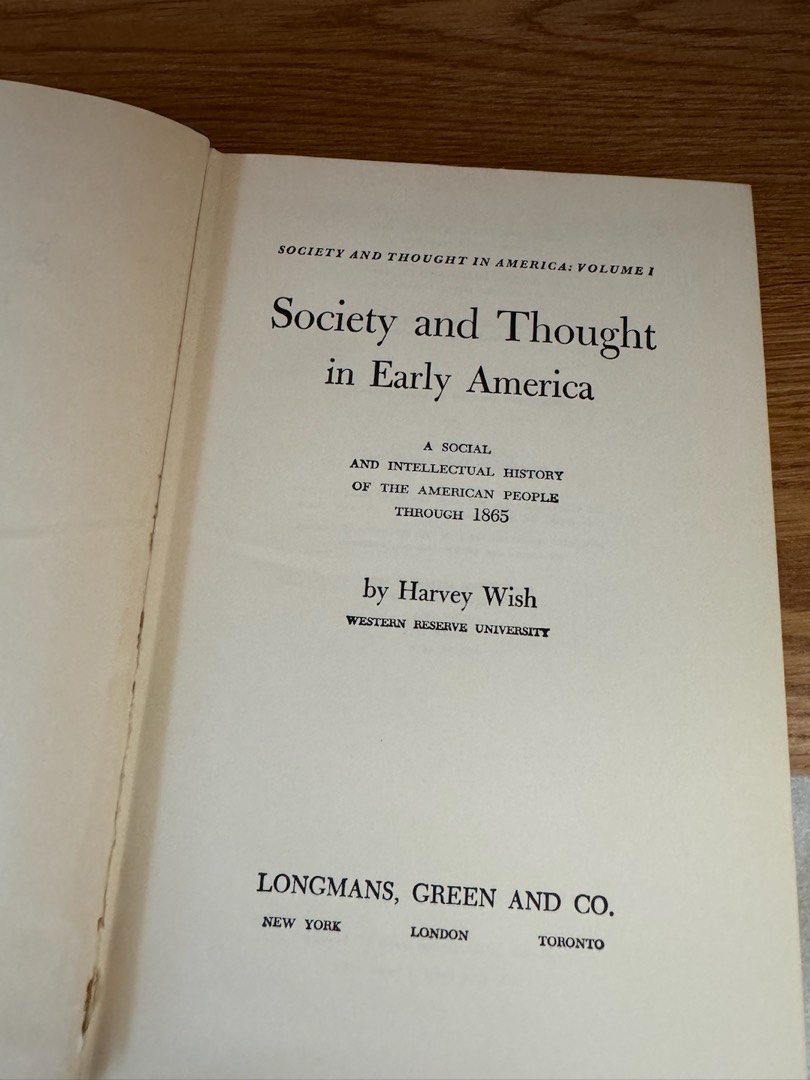 SOCIETY AND THOUGHT IN AMERICA: VOLUME I
Society and Thought
in Early America
A SOCIAL
AND INTELLECTUAL HISTORY
OF THE AMERICAN PEOPLE
THROUGH 1865
by Harvey Wish
WESTERN RESERVE UNIVERSITY
LONGMANS, GREEN AND CO.
NEW YORK LONDON TORONTO